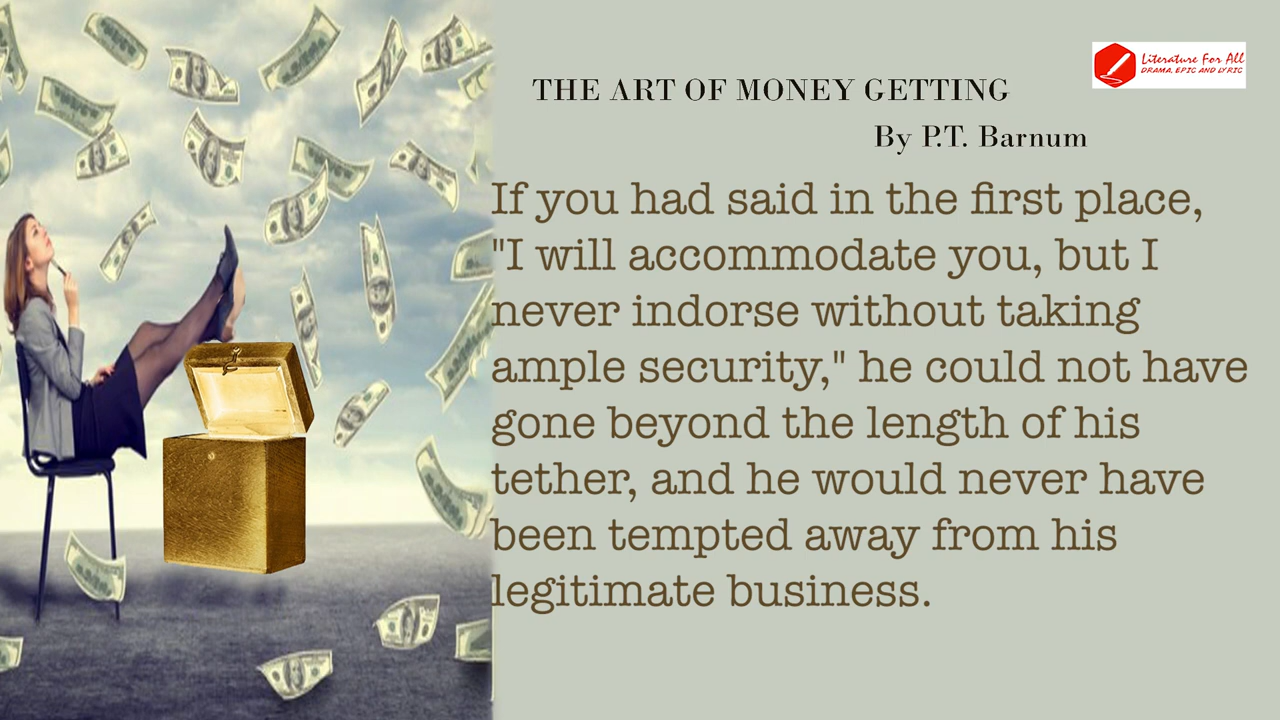 Literature For All
DRAMA, EPIC AND LYRIC
THE ART OF MONEY GETTING
By P.T. Barnum
If you had said in the first place,
"I will accommodate you, but I
never indorse without taking
ample security," he could not have
gone beyond the length of his
tether, and he would never have
been tempted away from his
legitimate business.